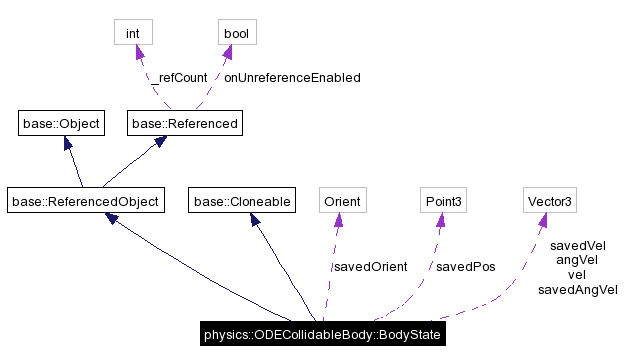 int
bool
_refCount
onUnreferenceEnabled
base::Object
base::Referenced
base::ReferencedObject
base::Cloneable
Orient
Point3
Vector3
savedOrient
savedPos
savedVel
angVel
vel
savedAngVel
physics::ODECollidableBody::BodyState